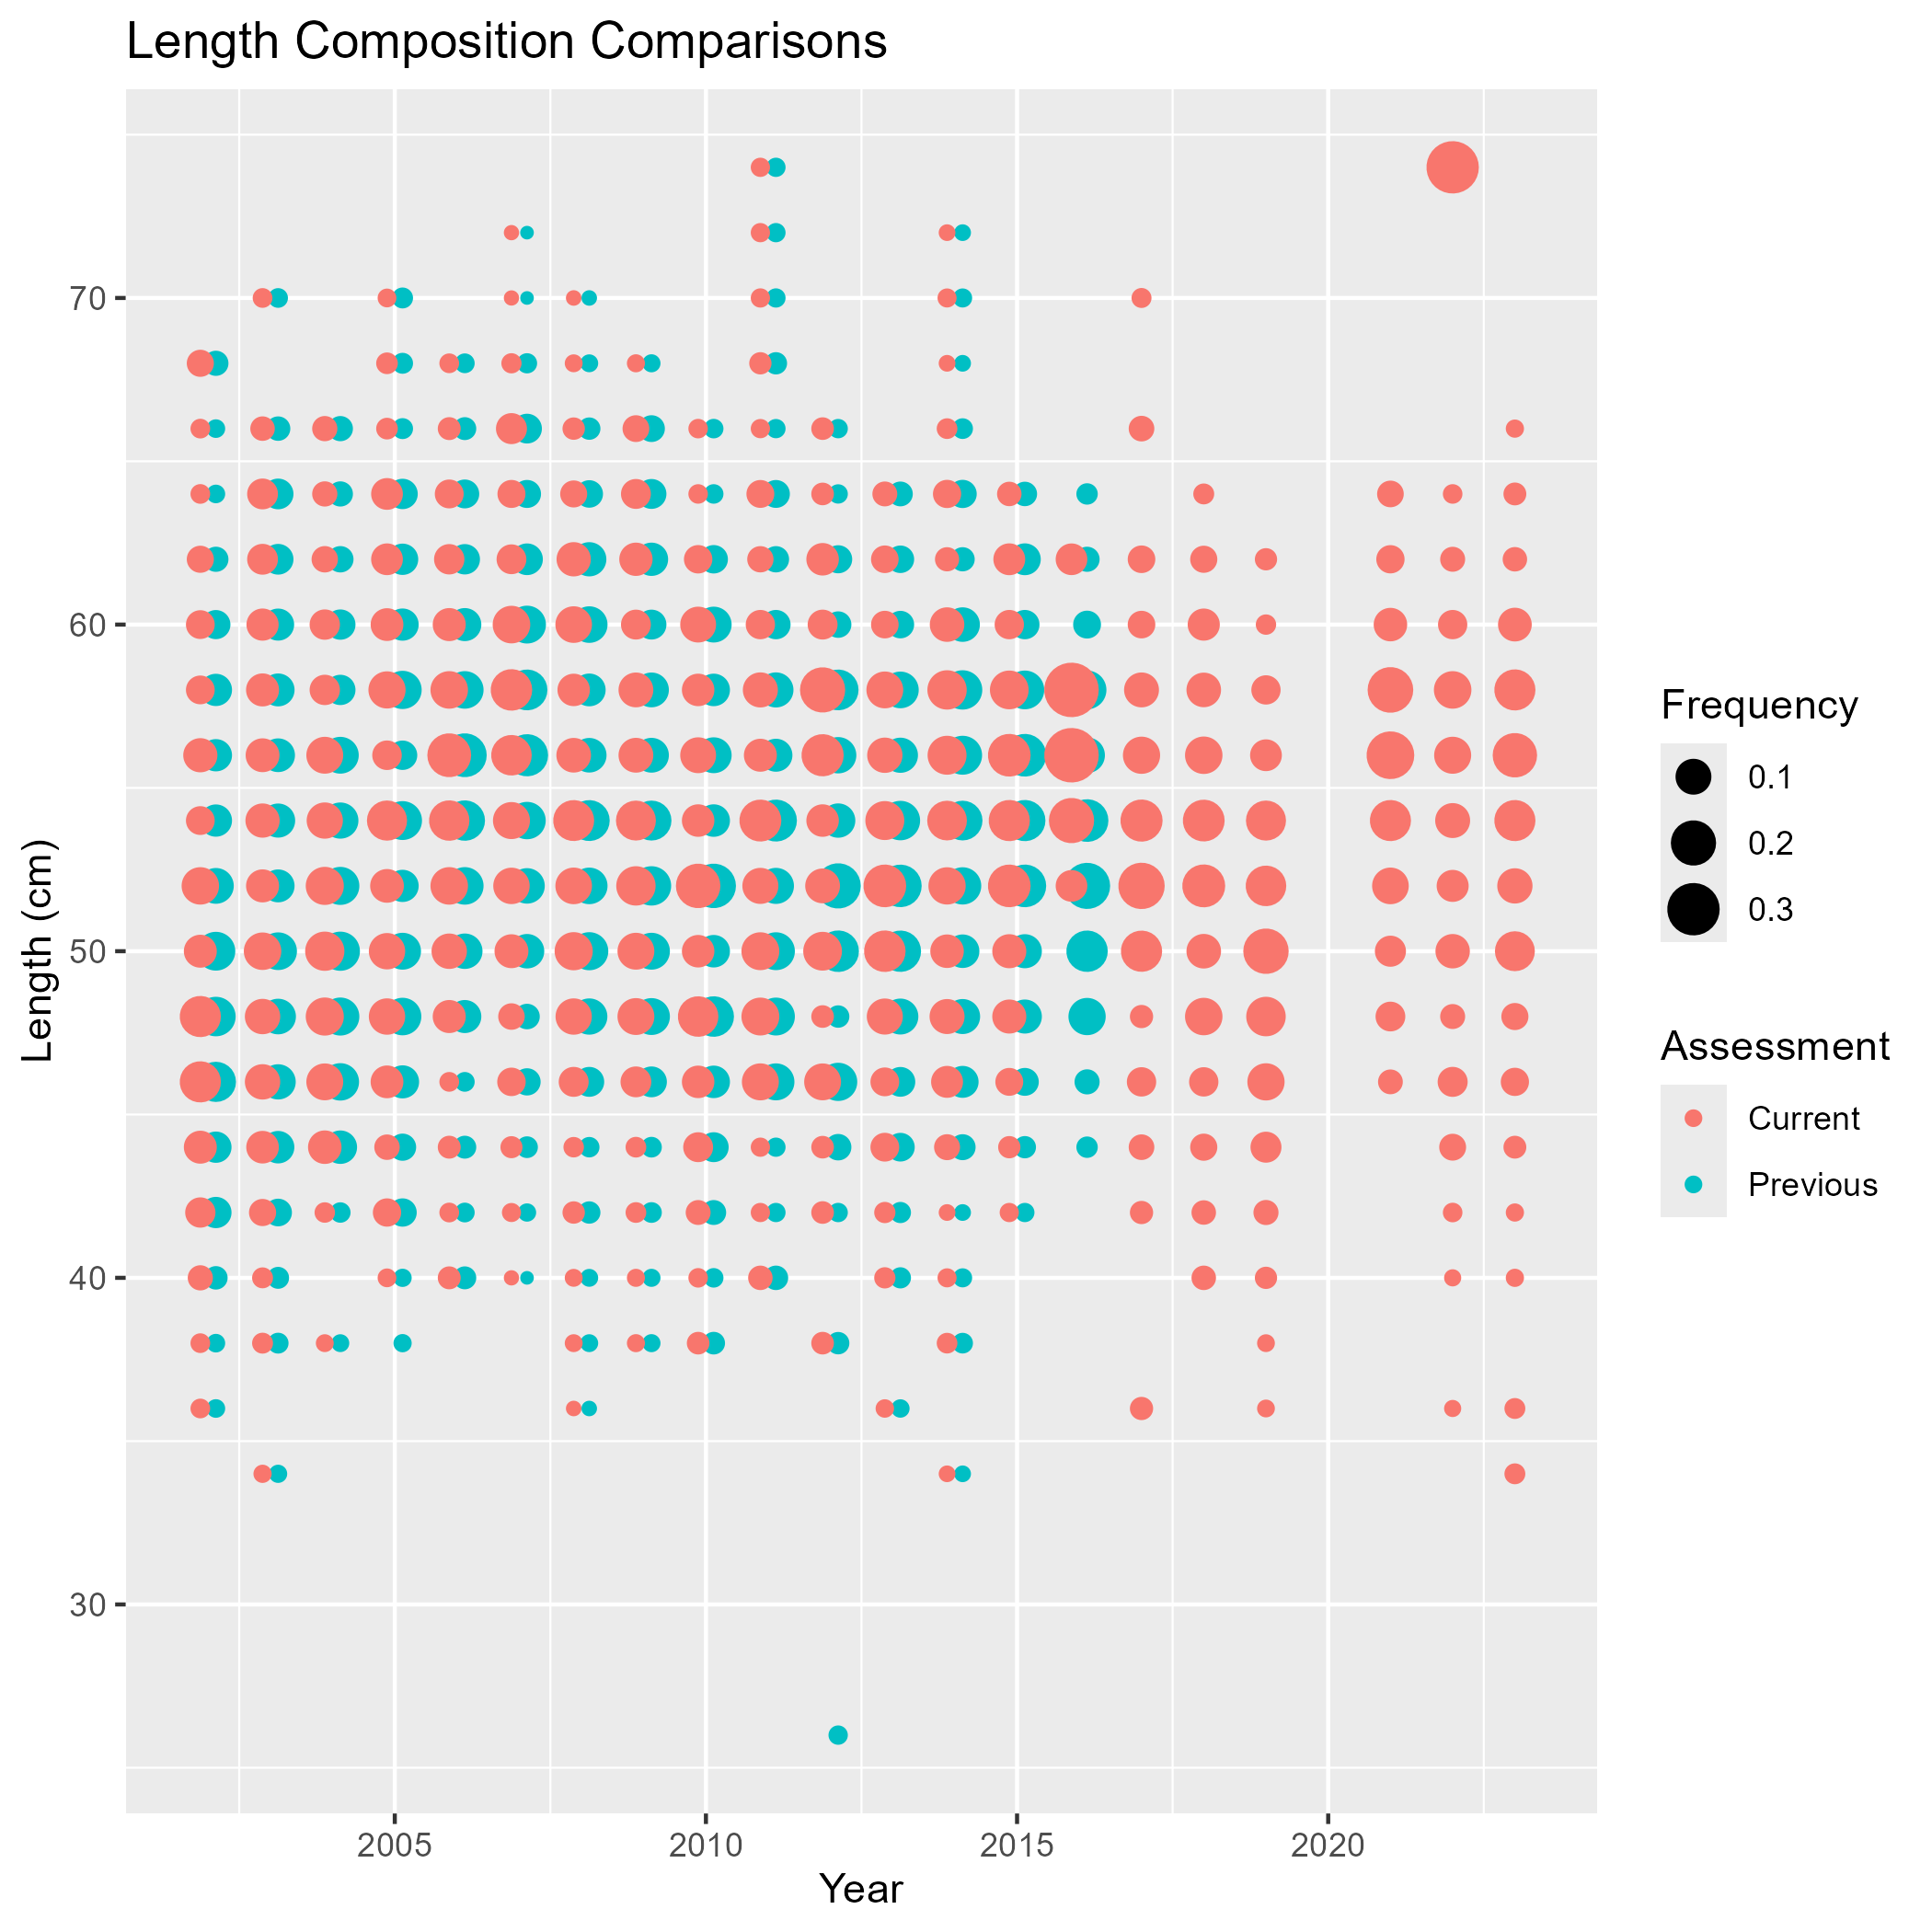 Length Composition Comparisons
Length (cm)
70
60
50
40
30
2005
2010
2015
2020
Year
Frequency
0.1
0.2
0.3
Assessment
Current
Previous